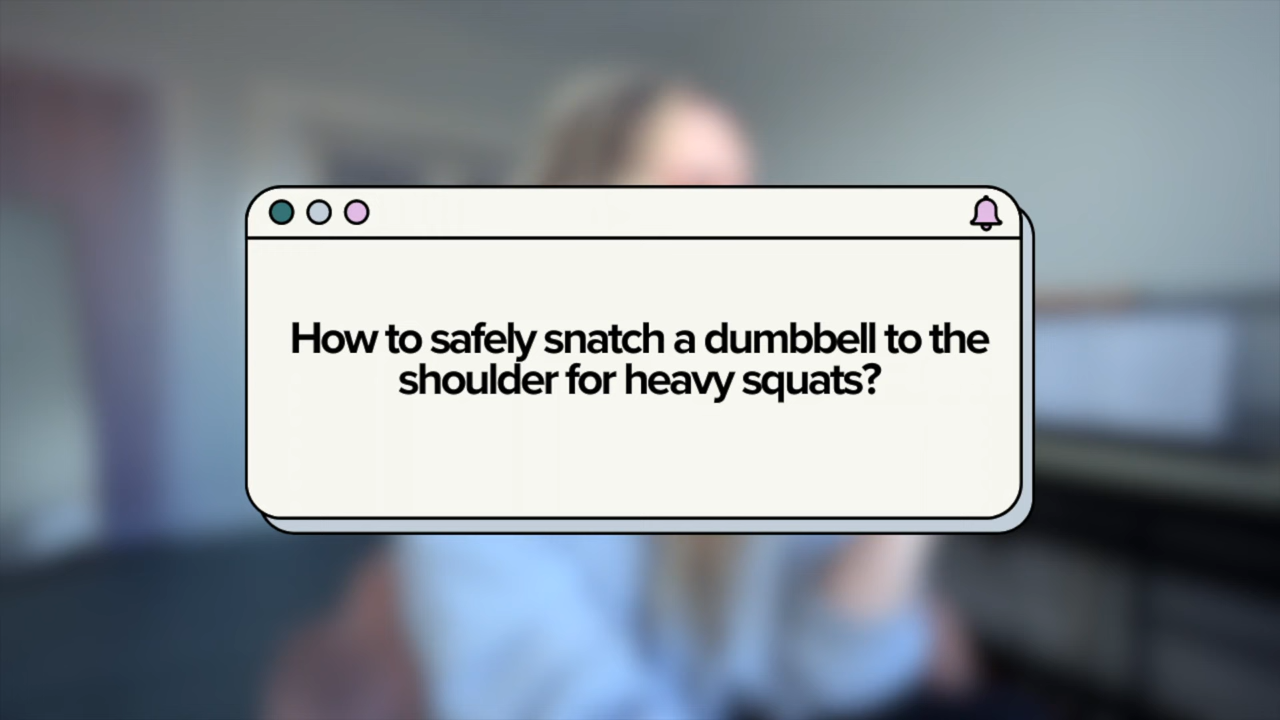 How to safely snatch a dumbbell to the
shoulder for heavy squats?